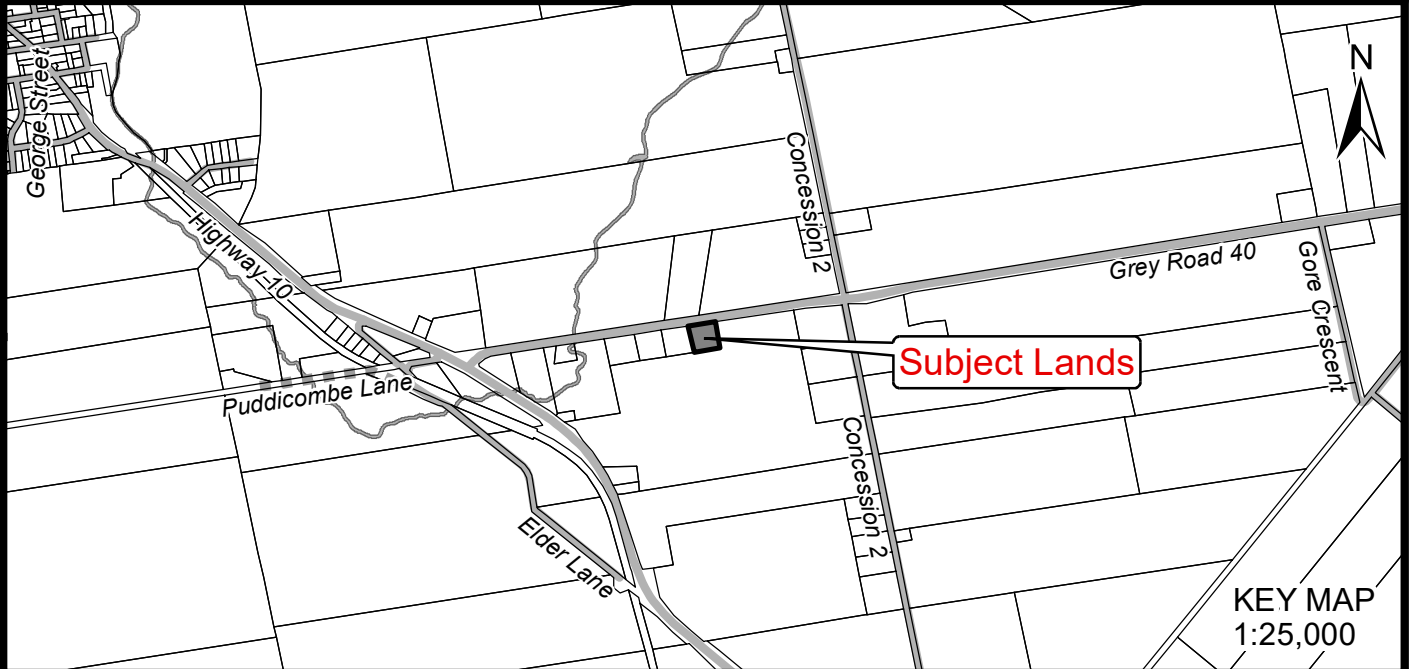 George Street
N
Concession 2
Highway 10
Grey Road 40
Gore Crescent
Subject Lands
Puddicombe Lane
Concession 2
Elder Lane
KEY MAP
1:25,000